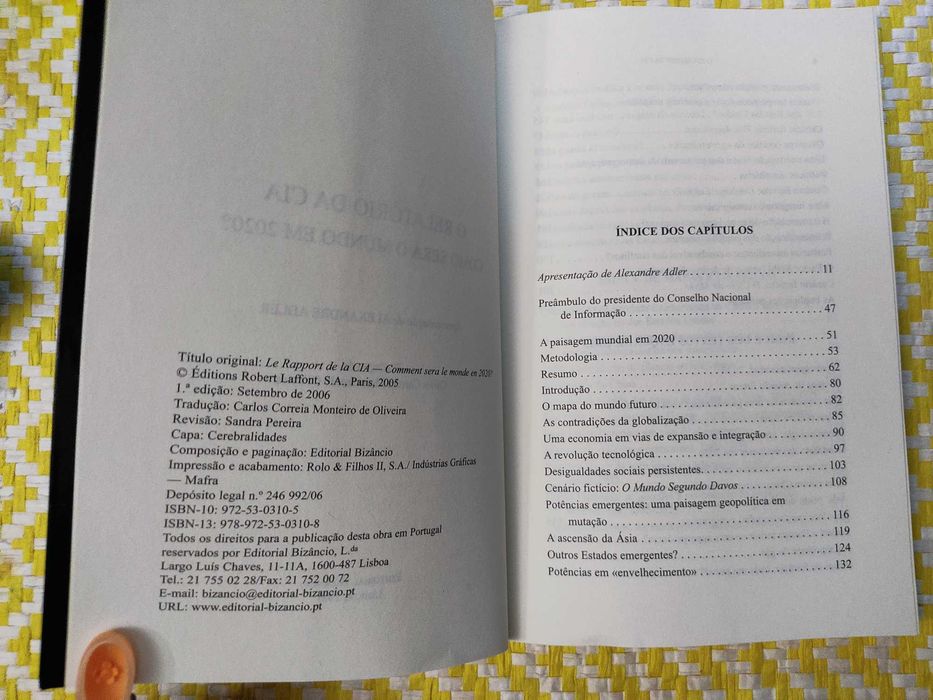 Título original: Le Rapport de la CIA — Comment sera le monde en 2020?
© Éditions Robert Laffont, S.A., Paris, 2005
1.ª edição: Setembro de 2006
Tradução: Carlos Correia Monteiro de Oliveira
Revisão: Sandra Pereira
Capa: Cerebralidades
Composição e paginação: Editorial Bizâncio
Impressão e acabamento: Rolo & Filhos II, S.A./ Indústrias Gráficas
— Mafra
Depósito legal n.º 246 992/06
ISBN-10: 972-53-0310-5
ISBN-13: 978-972-53-0310-8
Todos os direitos para a publicação desta obra em Portugal
reservados por Editorial Bizâncio, L.da
Largo Luís Chaves, 11-11A, 1600-487 Lisboa
Tel.: 21 755 02 28/Fax: 21 752 00 72
E-mail: bizancio@editorial-bizancio.pt
URL: www.editorial-bizancio.pt
ÍNDICE DOS CAPÍTULOS
Apresentação de Alexandre Adler . . . . . . . . . . . . . . . . . . . . . . 11
Preâmbulo do presidente do Conselho Nacional
de Informação . . . . . . . . . . . . . . . . . . . . . . . . . . . . . . . . 47
A paisagem mundial em 2020 . . . . . . . . . . . . . . . . . . . . . . . . 51
Metodologia . . . . . . . . . . . . . . . . . . . . . . . . . . . . . . . . . . . . 53
Resumo . . . . . . . . . . . . . . . . . . . . . . . . . . . . . . . . . . . . . . . 62
Introdução . . . . . . . . . . . . . . . . . . . . . . . . . . . . . . . . . . . . . 80
O mapa do mundo futuro . . . . . . . . . . . . . . . . . . . . . . . . . . . 82
As contradições da globalização . . . . . . . . . . . . . . . . . . . . . . 85
Uma economia em vias de expansão e integração . . . . . . . . . . 90
A revolução tecnológica . . . . . . . . . . . . . . . . . . . . . . . . . . . . 97
Desigualdades sociais persistentes. . . . . . . . . . . . . . . . . . . . 103
Cenário fictício: O Mundo Segundo Davos . . . . . . . . . . . . . . 108
Potências emergentes: uma paisagem geopolítica em
mutação . . . . . . . . . . . . . . . . . . . . . . . . . . . . . . . . . . . 116
A ascensão da Ásia . . . . . . . . . . . . . . . . . . . . . . . . . . . . . . . 119
Outros Estados emergentes? . . . . . . . . . . . . . . . . . . . . . . . . 124
Potências em «envelhecimento» . . . . . . . . . . . . . . . . . . . . . 132